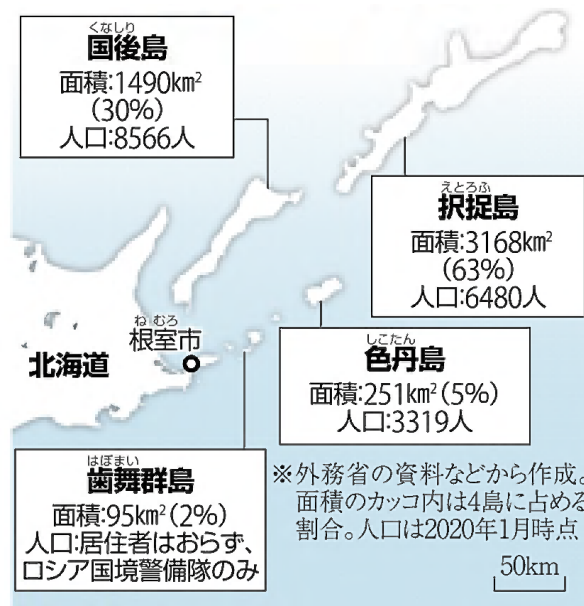 くなしり
国後島
面積:1490km²
(30%)
人口:8566人
えとろふ
択捉島
面積:3168km²
(63%)
人口:6480人
ねむろ
根室市
北海道
しこたん
色丹島
面積:251km²(5%)
人口:3319人
はぼまい
歯舞群島
面積:95km²(2%)
人口:居住者はおらず、
ロシア国境警備隊のみ
※外務省の資料などから作成。
面積のカッコ内は4島に占める
割合。人口は2020年1月時点
50km